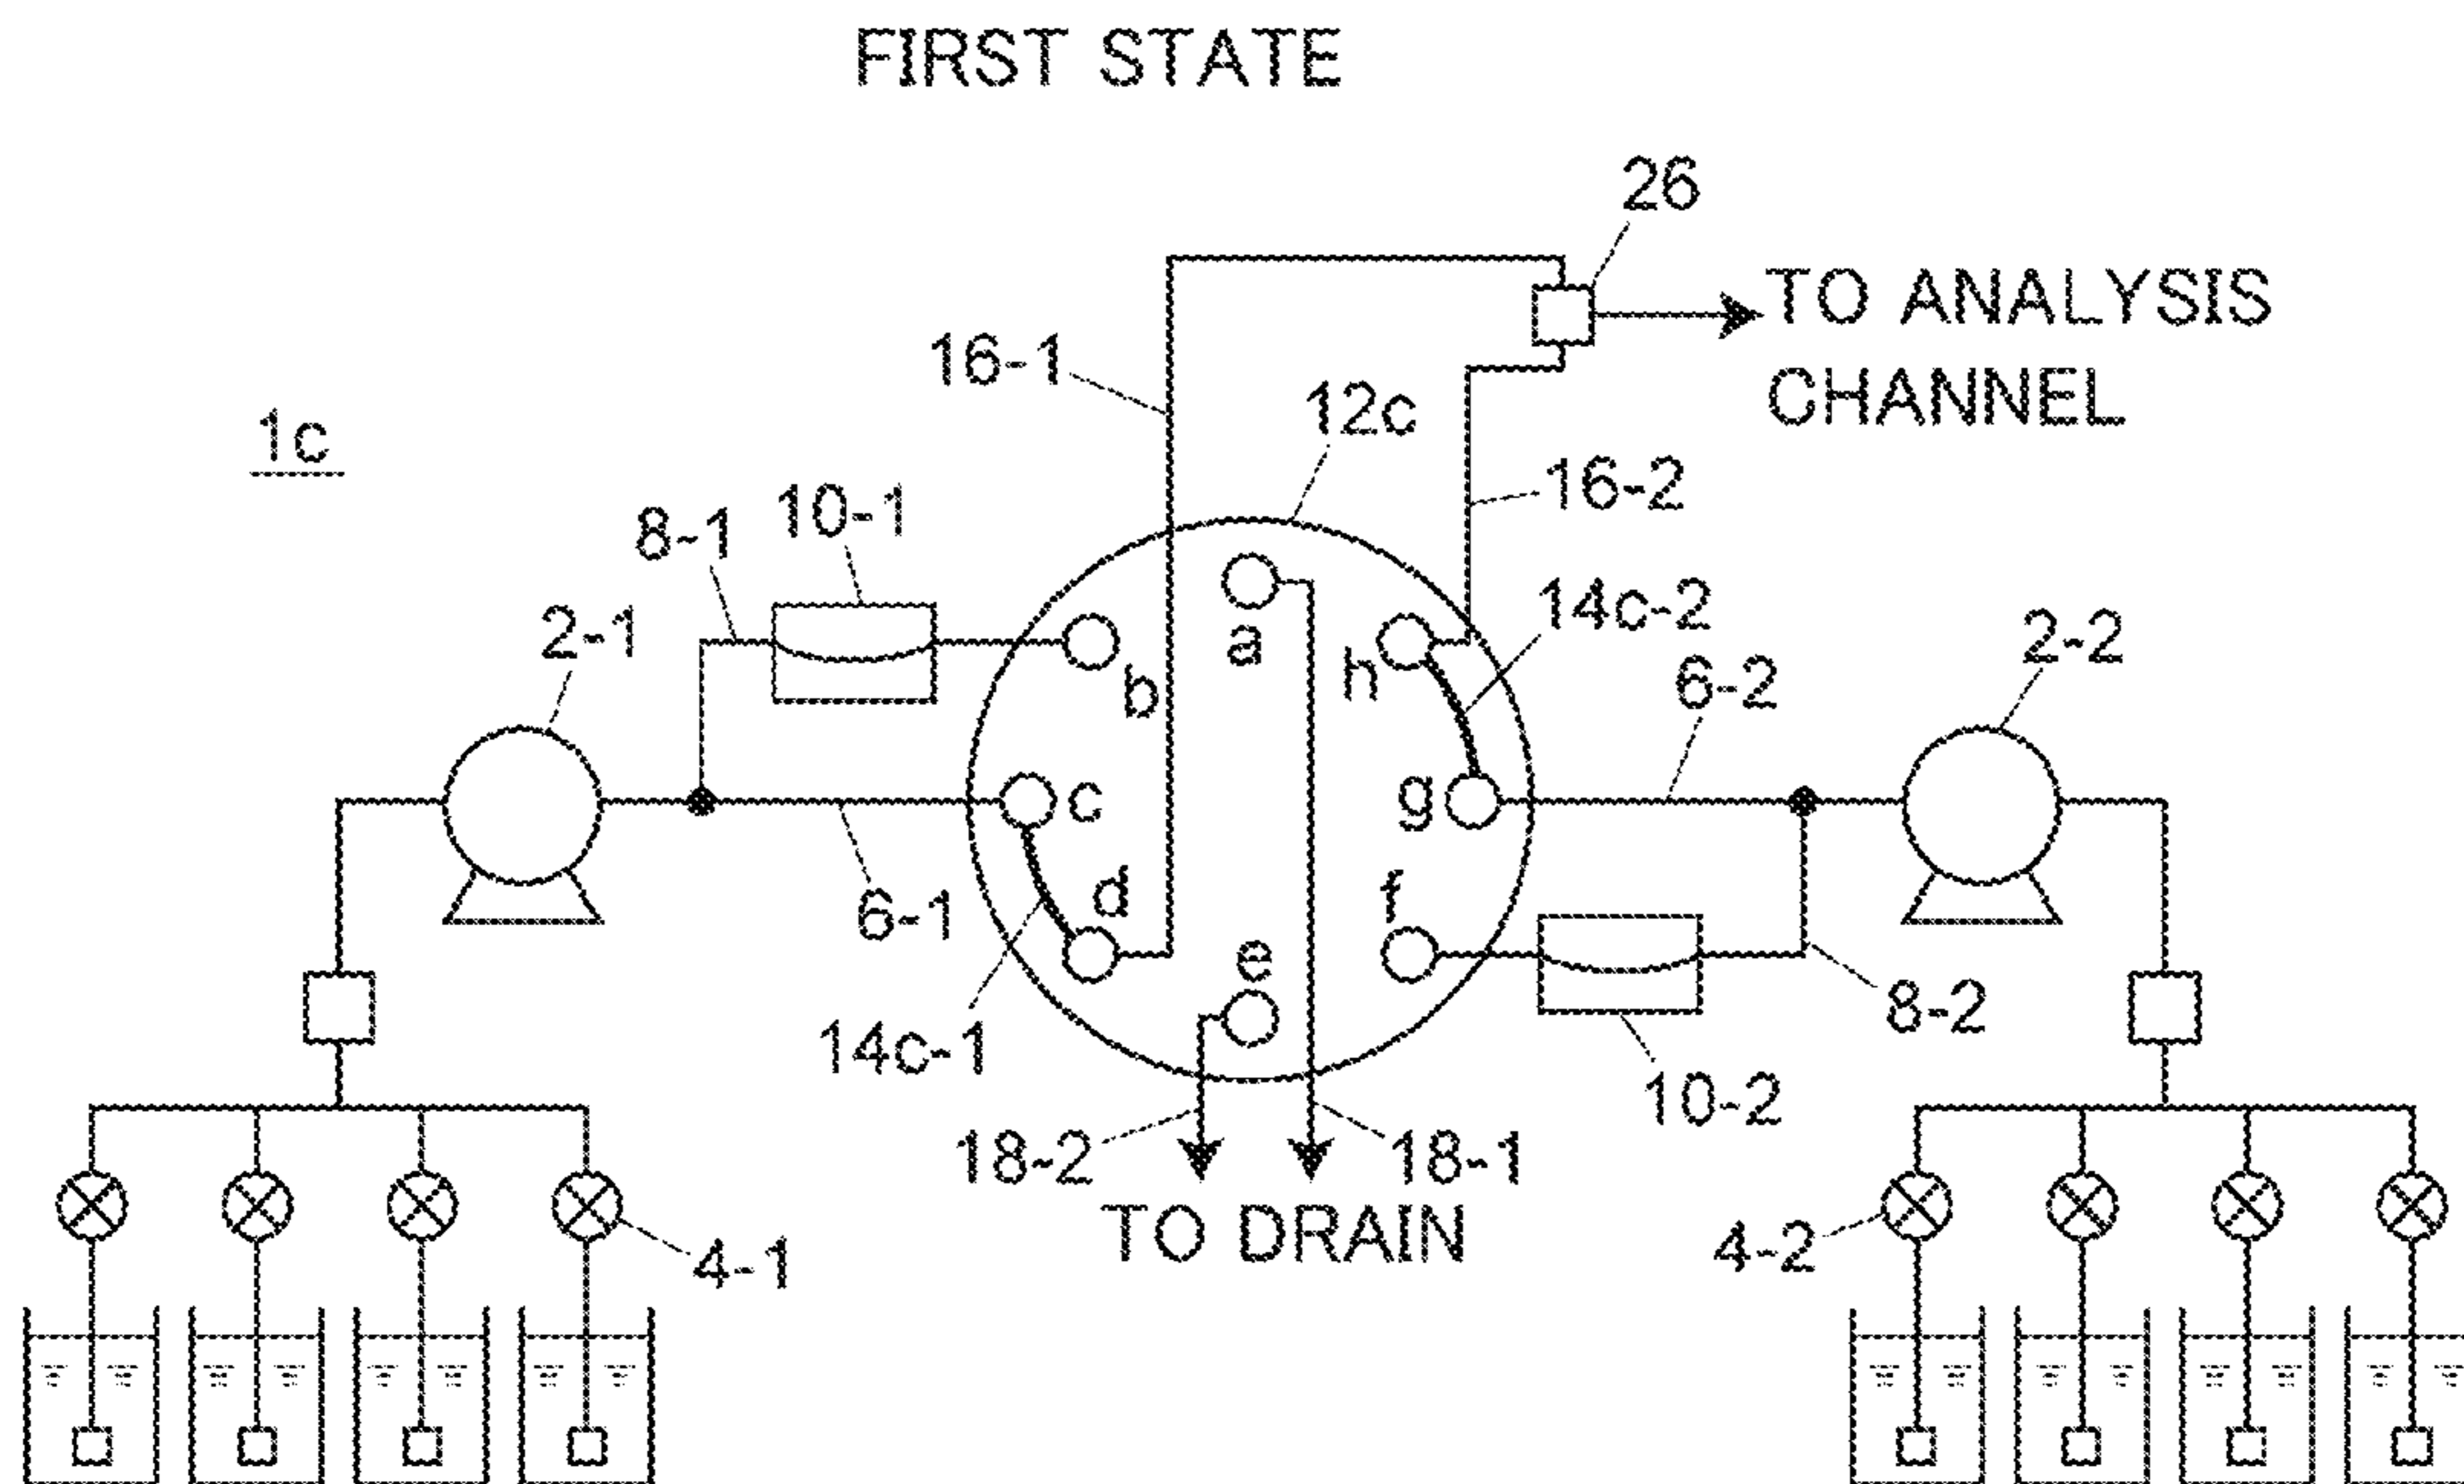 FIRST STATE
26
TO ANALYSIS
CHANNEL
16-1
12c
1c
16-2
8-1
10-1
14c-2
2-1
a
b
h
6-2
2-2
c
g
6-1
d
f
e
14c-1
8-2
10-2
18-2
18-1
TO DRAIN
4-1
4-2